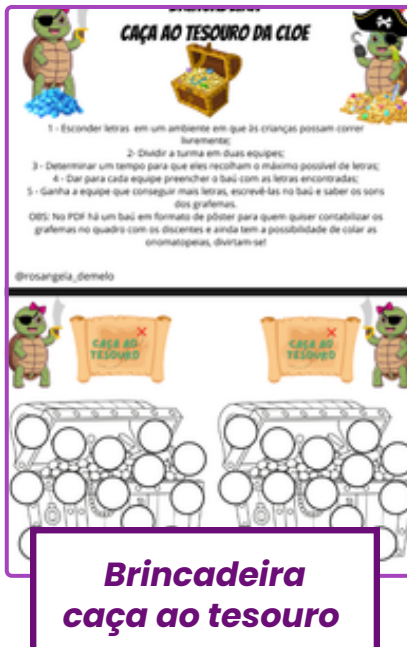 BRINCADEIRA
CAÇA AO TESOURO DA CLOE
1 - Esconder letras em um ambiente em que às crianças possam correr
livremente;
2- Dividir a turma em duas equipes;
3 - Determinar um tempo para que eles recolham o máximo possível de letras;
4 - Dar para cada equipe preencher o baú com as letras encontradas;
5 - Ganha a equipe que conseguir mais letras, escrevê-las no baú e saber os sons
dos grafemas.
OBS: No PDF há um baú em formato de pôster para quem quiser contabilizar os
grafemas no quadro com os discentes e ainda tem a possibilidade de colar as
onomatopeias, divirtam-se!
@rosangela_demelo
CAÇA AO
TESOURO
CAÇA AO
TESOURO
Brincadeira
caça ao tesouro